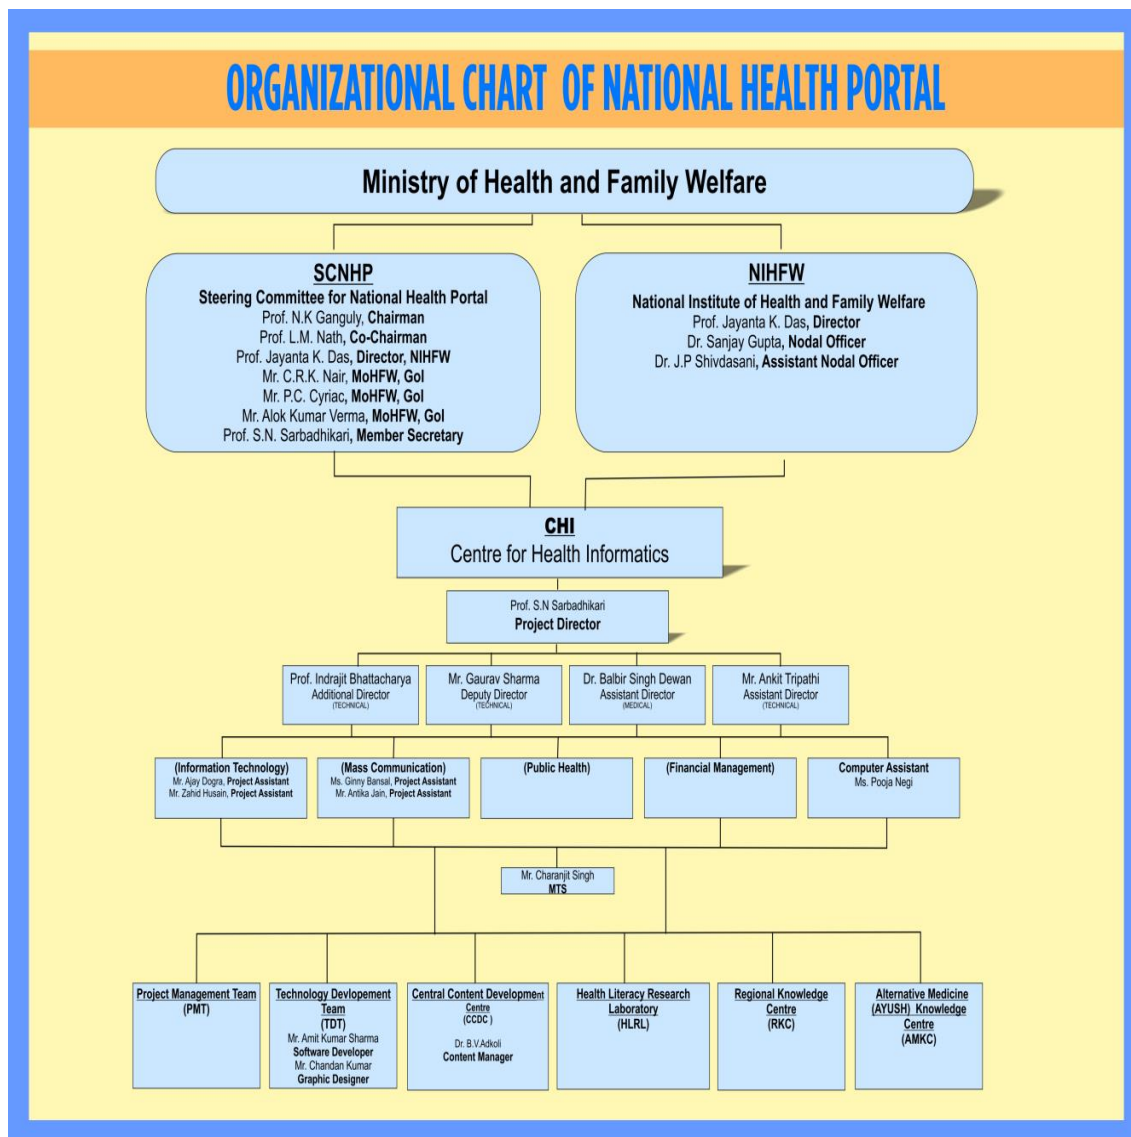 ORGANIZATIONAL CHART OF NATIONAL HEALTH PORTAL
Ministry of Health and Family Welfare
SCNHP
Steering Committee for National Health Portal
Prof. N.K Ganguly, Chairman
Prof. L.M. Nath, Co-Chairman
Prof. Jayanta K. Das, Director, NIHFW
Mr. C.R.K. Nair, MoHFW, GoI
Mr. P.C. Cyriac, MoHFW, GoI
Mr. Alok Kumar Verma, MoHFW, GoI
Prof. S.N. Sarbadhikari, Member Secretary
NIHFW
National Institute of Health and Family Welfare
Prof. Jayanta K. Das, Director
Dr. Sanjay Gupta, Nodal Officer
Dr. J.P Shivdasani, Assistant Nodal Officer
CHI
Centre for Health Informatics
Prof. S.N Sarbadhikari
Project Director
Prof. Indrajit Bhattacharya
Additional Director
(TECHNICAL)
Mr. Gaurav Sharma
Deputy Director
(TECHNICAL)
Dr. Balbir Singh Dewan
Assistant Director
(MEDICAL)
Mr. Ankit Tripathi
Assistant Director
(TECHNICAL)
(Information Technology)
Mr. Ajay Dogra, Project Assistant
Mr. Zahid Husain, Project Assistant
(Mass Communication)
Ms. Ginny Bansal, Project Assistant
Mr. Antika Jain, Project Assistant
(Public Health)
(Financial Management)
Computer Assistant
Ms. Pooja Negi
Mr. Charanjit Singh
MTS
Project Management Team
(PMT)
Technology Devlopement
Team
(TDT)
Mr. Amit Kumar Sharma
Software Developer
Mr. Chandan Kumar
Graphic Designer
Central Content Development
Centre
(CCDC )
Dr. B.V.Adkoli
Content Manager
Health Literacy Research
Laboratory
(HLRL)
Regional Knowledge
Centre
(RKC)
Alternative Medicine
(AYUSH) Knowledge
Centre
(AMKC)